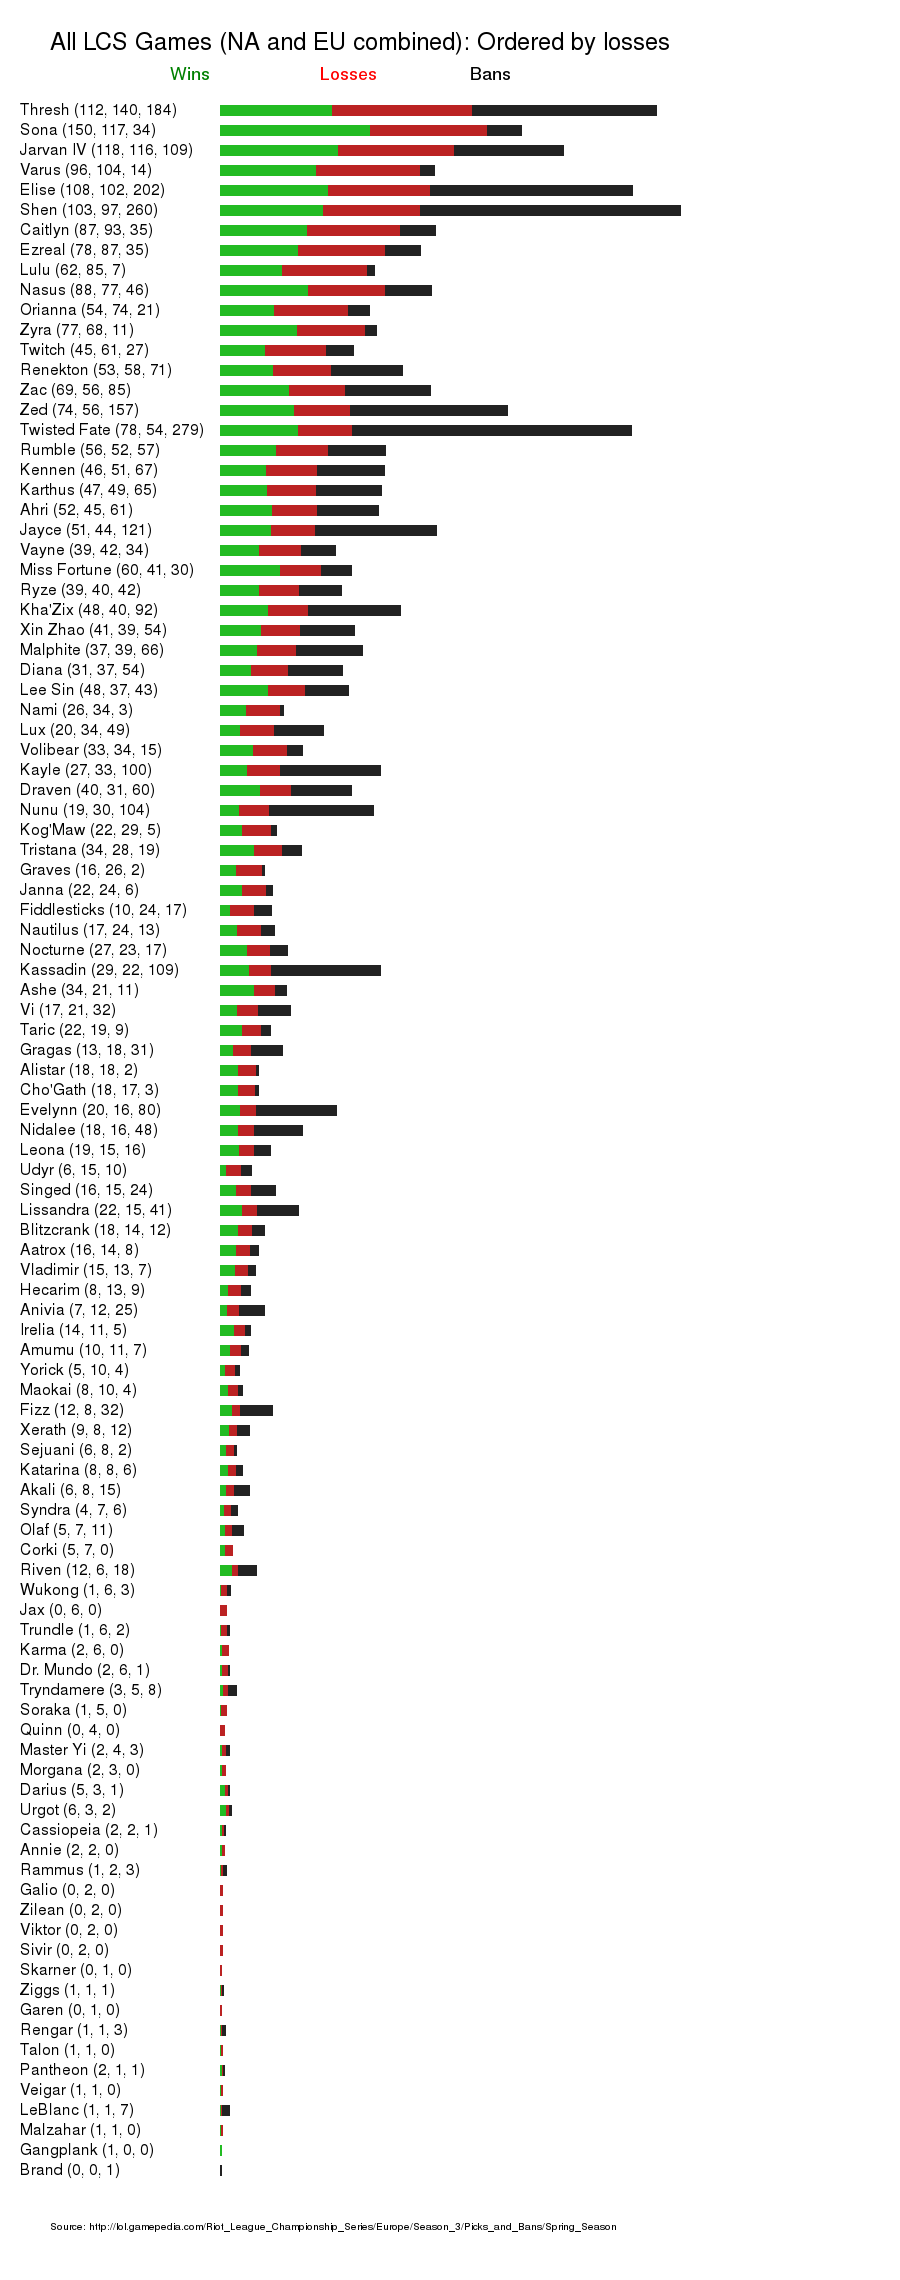 All LCS Games (NA and EU combined): Ordered by losses
Wins Losses Bans
Thresh (112, 140, 184)
Sona (150, 117, 34)
Jarvan IV (118, 116, 109)
Varus (96, 104, 14)
Elise (108, 102, 202)
Shen (103, 97, 260)
Caitlyn (87, 93, 35)
Ezreal (78, 87, 35)
Lulu (62, 85, 7)
Nasus (88, 77, 46)
Orianna (54, 74, 21)
Zyra (77, 68, 11)
Twitch (45, 61, 27)
Renekton (53, 58, 71)
Zac (69, 56, 85)
Zed (74, 56, 157)
Twisted Fate (78, 54, 279)
Rumble (56, 52, 57)
Kennen (46, 51, 67)
Karthus (47, 49, 65)
Ahri (52, 45, 61)
Jayce (51, 44, 121)
Vayne (39, 42, 34)
Miss Fortune (60, 41, 30)
Ryze (39, 40, 42)
Kha'Zix (48, 40, 92)
Xin Zhao (41, 39, 54)
Malphite (37, 39, 66)
Diana (31, 37, 54)
Lee Sin (48, 37, 43)
Nami (26, 34, 3)
Lux (20, 34, 49)
Volibear (33, 34, 15)
Kayle (27, 33, 100)
Draven (40, 31, 60)
Nunu (19, 30, 104)
Kog'Maw (22, 29, 5)
Tristana (34, 28, 19)
Graves (16, 26, 2)
Janna (22, 24, 6)
Fiddlesticks (10, 24, 17)
Nautilus (17, 24, 13)
Nocturne (27, 23, 17)
Kassadin (29, 22, 109)
Ashe (34, 21, 11)
Vi (17, 21, 32)
Taric (22, 19, 9)
Gragas (13, 18, 31)
Alistar (18, 18, 2)
Cho'Gath (18, 17, 3)
Evelynn (20, 16, 80)
Nidalee (18, 16, 48)
Leona (19, 15, 16)
Udyr (6, 15, 10)
Singed (16, 15, 24)
Lissandra (22, 15, 41)
Blitzcrank (18, 14, 12)
Aatrox (16, 14, 8)
Vladimir (15, 13, 7)
Hecarim (8, 13, 9)
Anivia (7, 12, 25)
Irelia (14, 11, 5)
Amumu (10, 11, 7)
Yorick (5, 10, 4)
Maokai (8, 10, 4)
Fizz (12, 8, 32)
Xerath (9, 8, 12)
Sejuani (6, 8, 2)
Katarina (8, 8, 6)
Akali (6, 8, 15)
Syndra (4, 7, 6)
Olaf (5, 7, 11)
Corki (5, 7, 0)
Riven (12, 6, 18)
Wukong (1, 6, 3)
Jax (0, 6, 0)
Trundle (1, 6, 2)
Karma (2, 6, 0)
Dr. Mundo (2, 6, 1)
Tryndamere (3, 5, 8)
Soraka (1, 5, 0)
Quinn (0, 4, 0)
Master Yi (2, 4, 3)
Morgana (2, 3, 0)
Darius (5, 3, 1)
Urgot (6, 3, 2)
Cassiopeia (2, 2, 1)
Annie (2, 2, 0)
Rammus (1, 2, 3)
Galio (0, 2, 0)
Zilean (0, 2, 0)
Viktor (0, 2, 0)
Sivir (0, 2, 0)
Skarner (0, 1, 0)
Ziggs (1, 1, 1)
Garen (0, 1, 0)
Rengar (1, 1, 3)
Talon (1, 1, 0)
Pantheon (2, 1, 1)
Veigar (1, 1, 0)
LeBlanc (1, 1, 7)
Malzahar (1, 1, 0)
Gangplank (1, 0, 0)
Brand (0, 0, 1)
Source: http://lol.gamepedia.com/Riot_League_Championship_Series/Europe/Season_3/Picks_and_Bans/Spring_Season